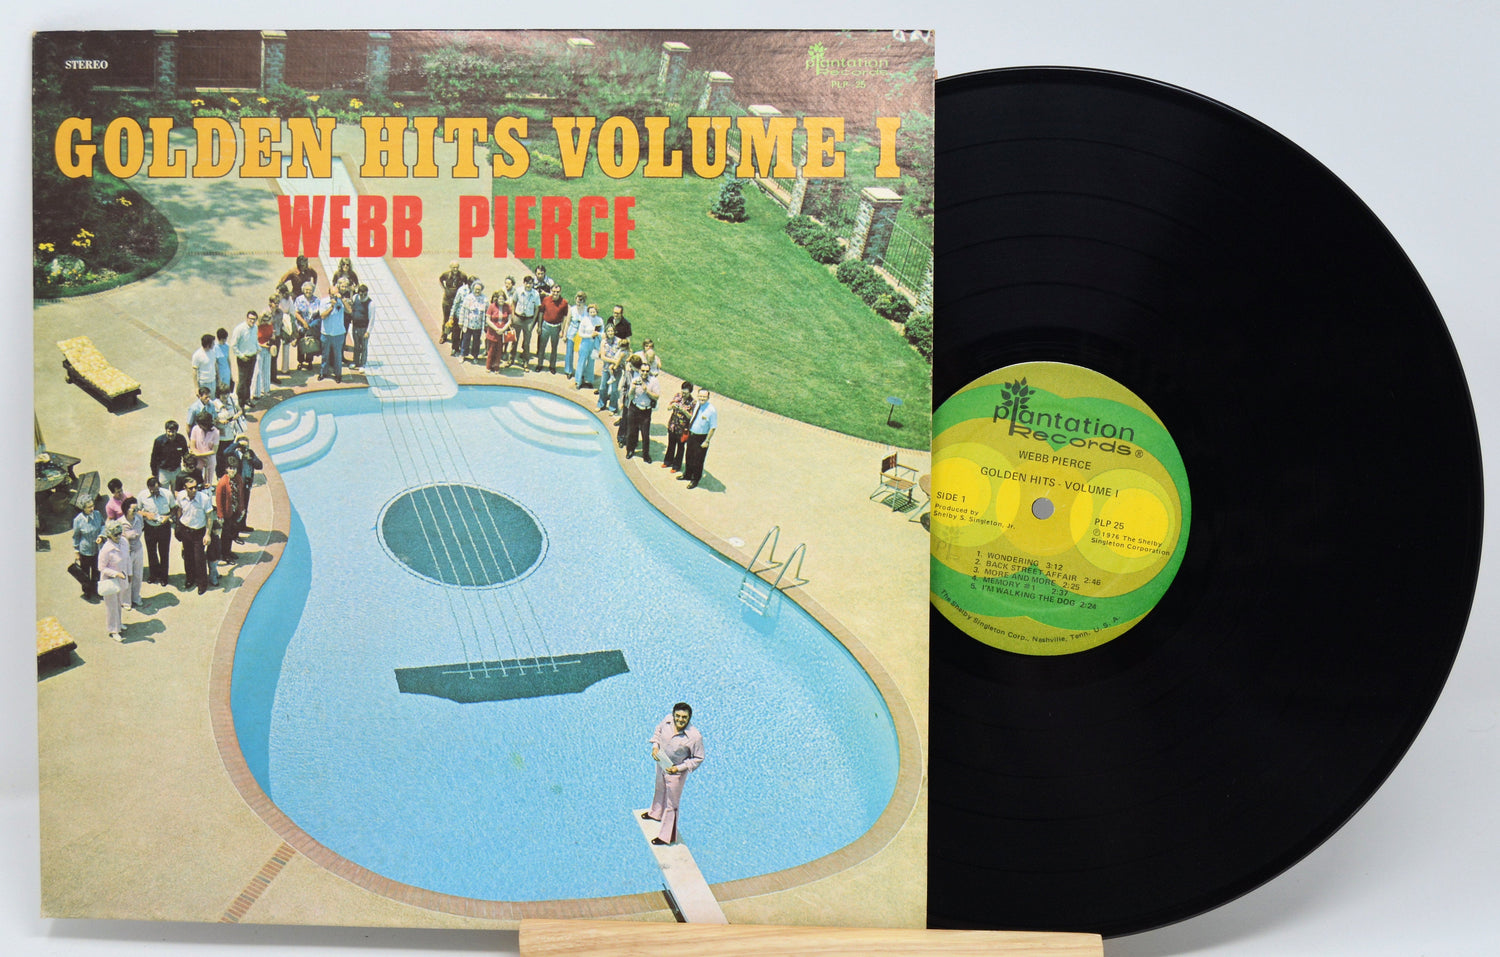 STEREO
plantation
Records
PLP - 25
GOLDEN HITS VOLUME I
WEBB PIERCE
plantation
Records®
WEBB PIERCE
GOLDEN HITS - VOLUME I
SIDE 1
Produced by
Shelby S. Singleton, Jr.
PLP 25
℗ 1976 The Shelby
Singleton Corporation
1. WONDERING 3:12
2. BACK STREET AFFAIR 2:46
3. MORE AND MORE 2:25
4. MEMORY #1 2:37
5. I'M WALKING THE DOG 2:24
The Shelby Singleton Corp., Nashville, Tenn. U. S. A.